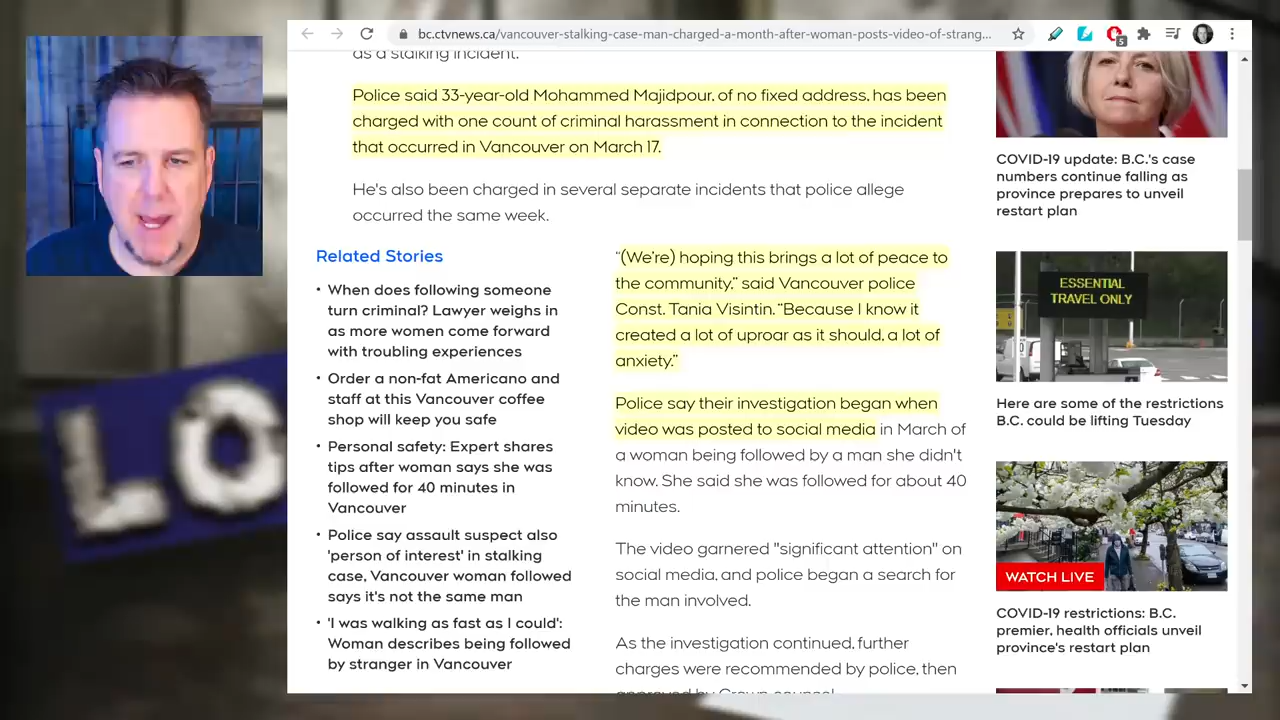 bc.ctvnews.ca/vancouver-stalking-case-man-charged-a-month-after-woman-posts-video-of-strang...
5
as a stalking incident.
Police said 33-year-old Mohammed Majidpour, of no fixed address, has been
charged with one count of criminal harassment in connection to the incident
that occurred in Vancouver on March 17.
He's also been charged in several separate incidents that police allege
occurred the same week.
Related Stories
• When does following someone
turn criminal? Lawyer weighs in
as more women come forward
with troubling experiences
• Order a non-fat Americano and
staff at this Vancouver coffee
shop will keep you safe
• Personal safety: Expert shares
tips after woman says she was
followed for 40 minutes in
Vancouver
• Police say assault suspect also
'person of interest' in stalking
case, Vancouver woman followed
says it's not the same man
• 'I was walking as fast as I could':
Woman describes being followed
by stranger in Vancouver
"(We're) hoping this brings a lot of peace to
the community," said Vancouver police
Const. Tania Visintin. "Because I know it
created a lot of uproar as it should, a lot of
anxiety."
Police say their investigation began when
video was posted to social media in March of
a woman being followed by a man she didn't
know. She said she was followed for about 40
minutes.
The video garnered "significant attention" on
social media, and police began a search for
the man involved.
As the investigation continued, further
charges were recommended by police, then
approved by Crown counsel.
COVID-19 update: B.C.'s case
numbers continue falling as
province prepares to unveil
restart plan
ESSENTIAL
TRAVEL ONLY
Here are some of the restrictions
B.C. could be lifting Tuesday
WATCH LIVE
COVID-19 restrictions: B.C.
premier, health officials unveil
province's restart plan
LO